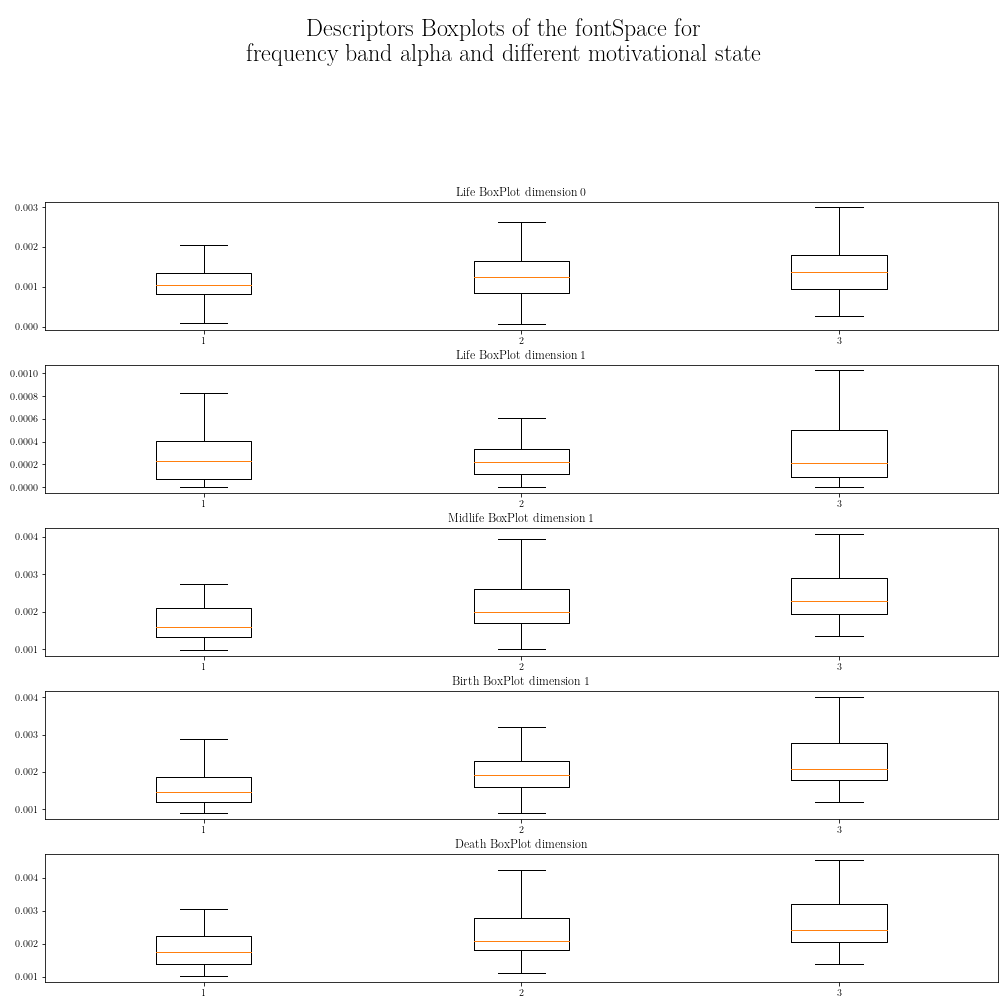 Descriptors Boxplots of the fontSpace for
frequency band alpha and different motivational state
Life BoxPlot dimension 0
0.003
0.002
0.001
0.000
1 2 3
Life BoxPlot dimension 1
0.0010
0.0008
0.0006
0.0004
0.0002
0.0000
1 2 3
Midlife BoxPlot dimension 1
0.004
0.003
0.002
0.001
1 2 3
Birth BoxPlot dimension 1
0.004
0.003
0.002
0.001
1 2 3
Death BoxPlot dimension
0.004
0.003
0.002
0.001
1 2 3